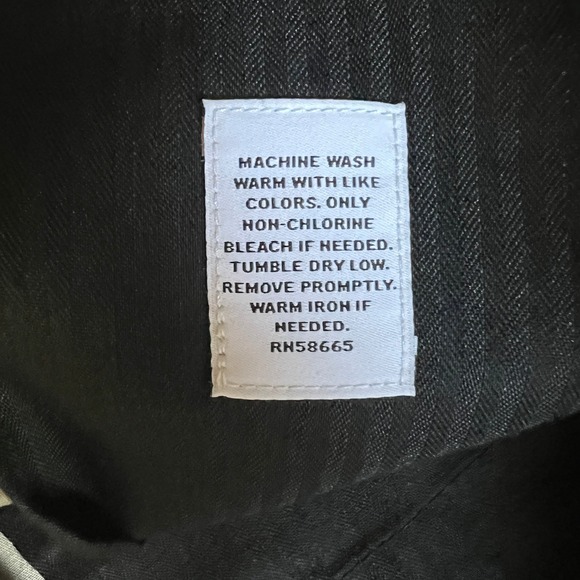 MACHINE WASH
WARM WITH LIKE
COLORS. ONLY
NON-CHLORINE
BLEACH IF NEEDED.
TUMBLE DRY LOW.
REMOVE PROMPTLY.
WARM IRON IF
NEEDED.
RN58665